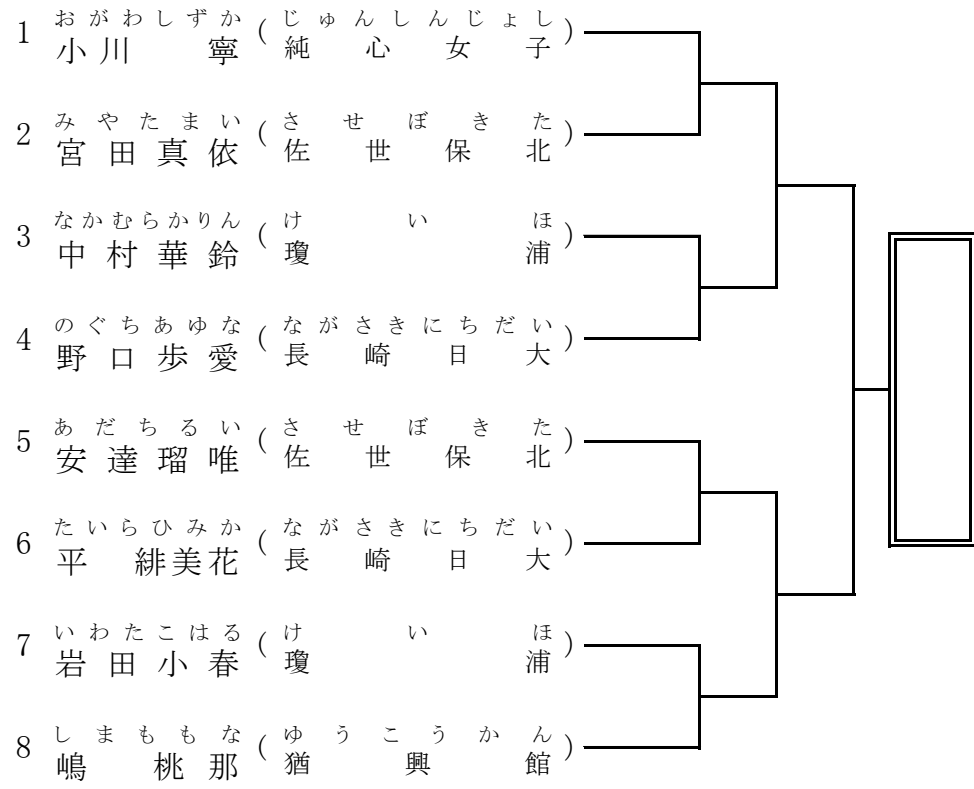 おがわしずか（じゅんしんじょし）
1 小川 寧（純心女子）
みやたまい（させぼきた）
2 宮田真依（佐世保北）
なかむらかりん（けいほ）
3 中村華鈴（瓊浦）
のぐちあゆな（ながさきにちだい）
4 野口歩愛（長崎日大）
あだちるい（させぼきた）
5 安達瑠唯（佐世保北）
たいらひみか（ながさきにちだい）
6 平 緋美花（長崎日大）
いわたこはる（けいほ）
7 岩田小春（瓊浦）
しまももな（ゆうこうかん）
8 嶋 桃那（猶興館）